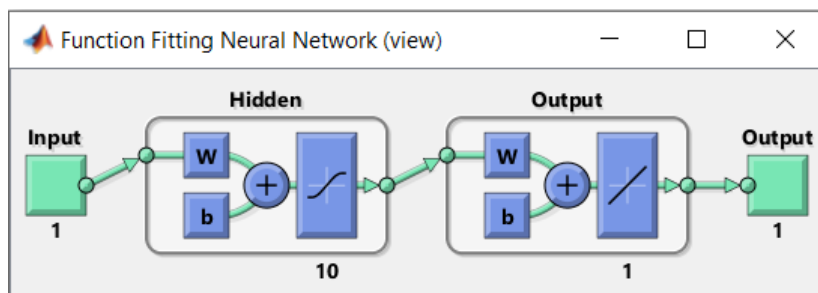 Function Fitting Neural Network (view)
Hidden
Output
Input
W
b
1
10
W
b
1
Output
1